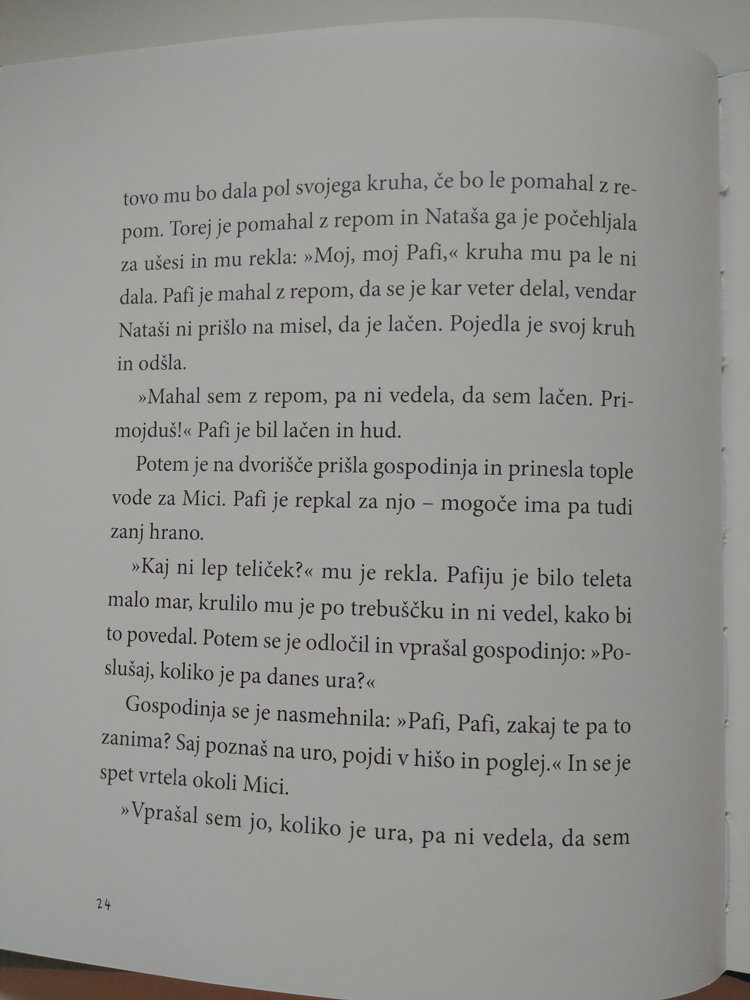 tovo mu bo dala pol svojega kruha, če bo le pomahal z re-
pom. Torej je pomahal z repom in Nataša ga je počehljala
za ušesi in mu rekla: »Moj, moj Pafi,« kruha mu pa le ni
dala. Pafi je mahal z repom, da se je kar veter delal, vendar
Nataši ni prišlo na misel, da je lačen. Pojedla je svoj kruh
in odšla.
»Mahal sem z repom, pa ni vedela, da sem lačen. Pri-
mojduš!« Pafi je bil lačen in hud.
Potem je na dvorišče prišla gospodinja in prinesla tople
vode za Mici. Pafi je repkal za njo – mogoče ima pa tudi
zanj hrano.
»Kaj ni lep teliček?« mu je rekla. Pafiju je bilo teleta
malo mar, krulilo mu je po trebuščku in ni vedel, kako bi
to povedal. Potem se je odločil in vprašal gospodinjo: »Po-
slušaj, koliko je pa danes ura?«
Gospodinja se je nasmehnila: »Pafi, Pafi, zakaj te pa to
zanima? Saj poznaš na uro, pojdi v hišo in poglej.« In se je
spet vrtela okoli Mici.
»Vprašal sem jo, koliko je ura, pa ni vedela, da sem
24